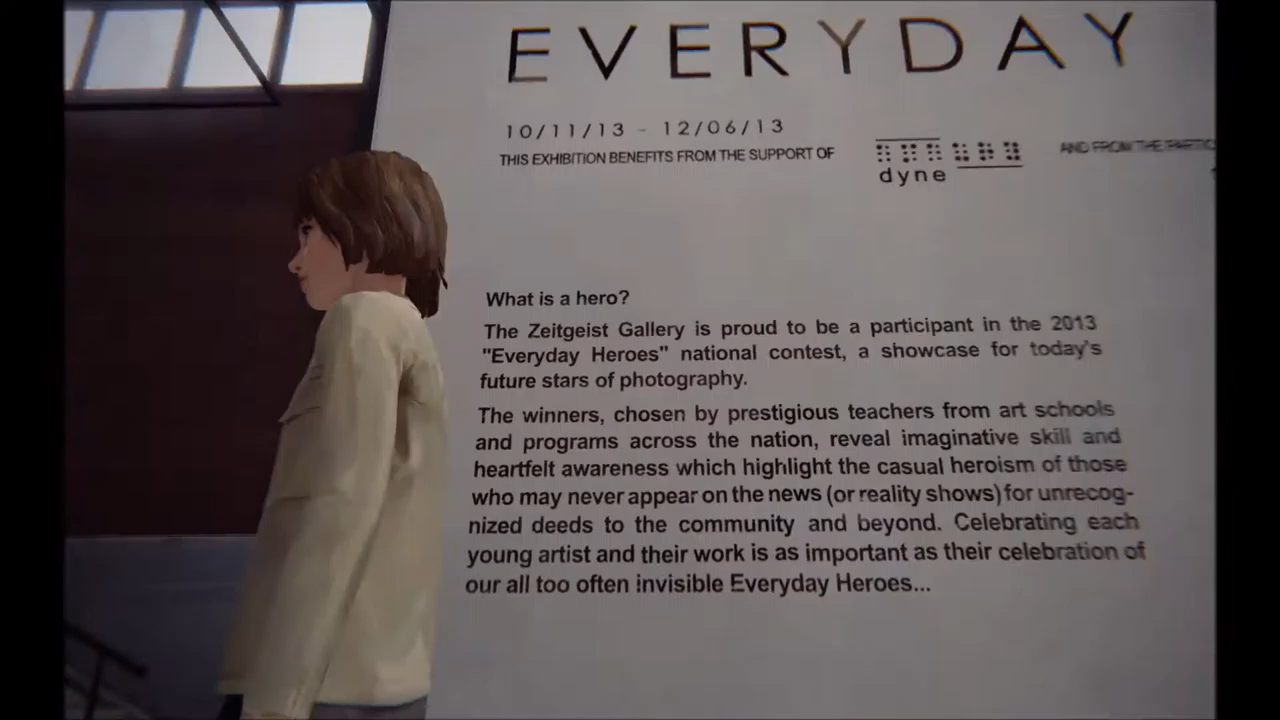 EVERYDAY
10/11/13 - 12/06/13
THIS EXHIBITION BENEFITS FROM THE SUPPORT OF
dyne
AND FROM THE
What is a hero?
The Zeitgeist Gallery is proud to be a participant in the 2013
"Everyday Heroes" national contest, a showcase for today's
future stars of photography.
The winners, chosen by prestigious teachers from art schools
and programs across the nation, reveal imaginative skill and
heartfelt awareness which highlight the casual heroism of those
who may never appear on the news (or reality shows) for unrecog-
nized deeds to the community and beyond. Celebrating each
young artist and their work is as important as their celebration of
our all too often invisible Everyday Heroes...